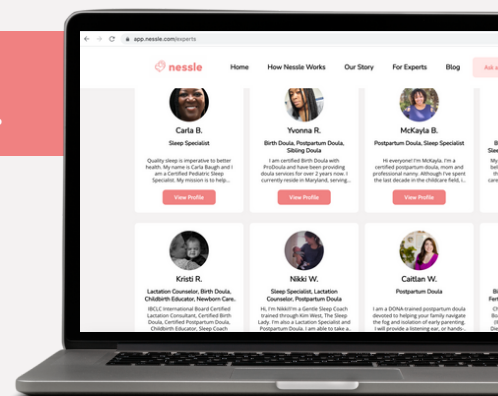 app.nessle.com/experts
nessle
Home
How Nessle Works
Our Story
For Experts
Blog
Ask a
Carla B.
Sleep Specialist
Quality sleep is imperative to better
health. My name is Carla Baugh and I
am a Certified Pediatric Sleep
Specialist. My mission is to help...
View Profile
Yvonna R.
Birth Doula, Postpartum Doula,
Sibling Doula
I am certified Birth Doula with
ProDoula and have been providing
doula services for over 2 years now. I
currently reside in Maryland, serving...
View Profile
McKayla B.
Postpartum Doula, Sleep Specialist
Hi everyone! I'm McKayla. I'm a
certified postpartum doula, mom and
professional nanny. Although I've spent
the last decade in the childcare field, I..
View Profile
Kristi R.
Lactation Counselor, Birth Doula,
Childbirth Educator, Newborn Care..
IBCLC International Board Certified
Lactation Consultant, Certified Birth
Doula, Certified Postpartum Doula,
Childbirth Educator, Sleep Coach
Nikki W.
Sleep Specialist, Lactation
Counselor, Postpartum Doula
Hi, I'm Nikki! I'm a Gentle Sleep Coach
trained through Kim West, The Sleep
Lady. I'm also a Lactation Specialist and
Postpartum Doula. I am able to take a..
Caitlan W.
Postpartum Doula
I am a DONA-trained postpartum doula
devoted to helping your family navigate
the fog and isolation of early parenting.
I will provide a listening ear, or hands-..